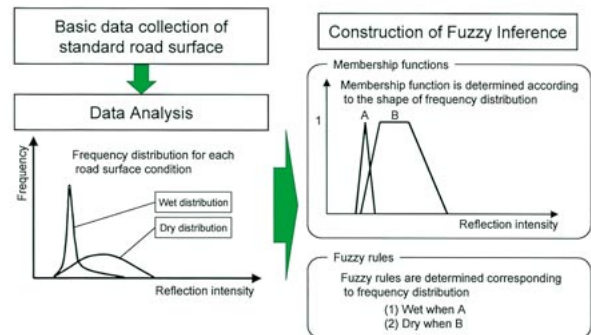 Basic data collection of
standard road surface
Data Analysis
Frequency
Frequency distribution for each
road surface condition
Wet distribution
Dry distribution
Reflection intensity
Construction of Fuzzy Inference
Membership functions
Membership function is determined according
to the shape of frequency distribution
1
A
B
Reflection intensity
Fuzzy rules
Fuzzy rules are determined corresponding
to frequency distribution
(1) Wet when A
(2) Dry when B